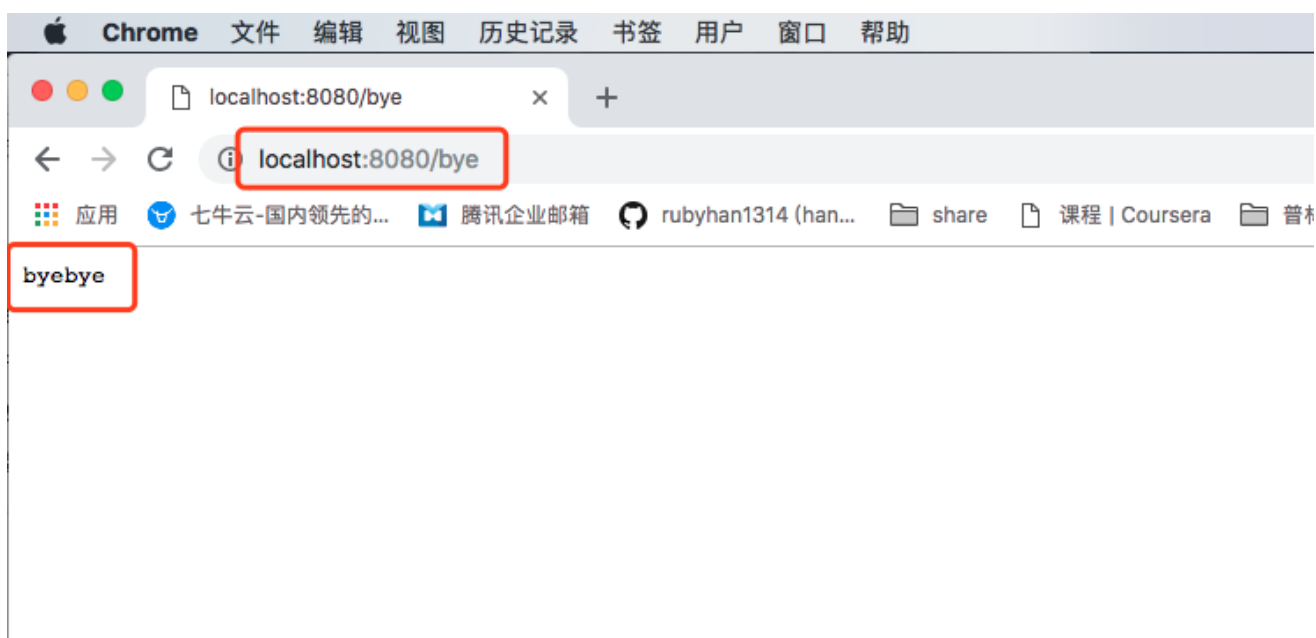 Chrome 文件 编辑 视图 历史记录 书签 用户 窗口 帮助
localhost:8080/bye
localhost:8080/bye
应用 七牛云-国内领先的... 腾讯企业邮箱 rubyhan1314 (han... share 课程 | Coursera 普林
byebye